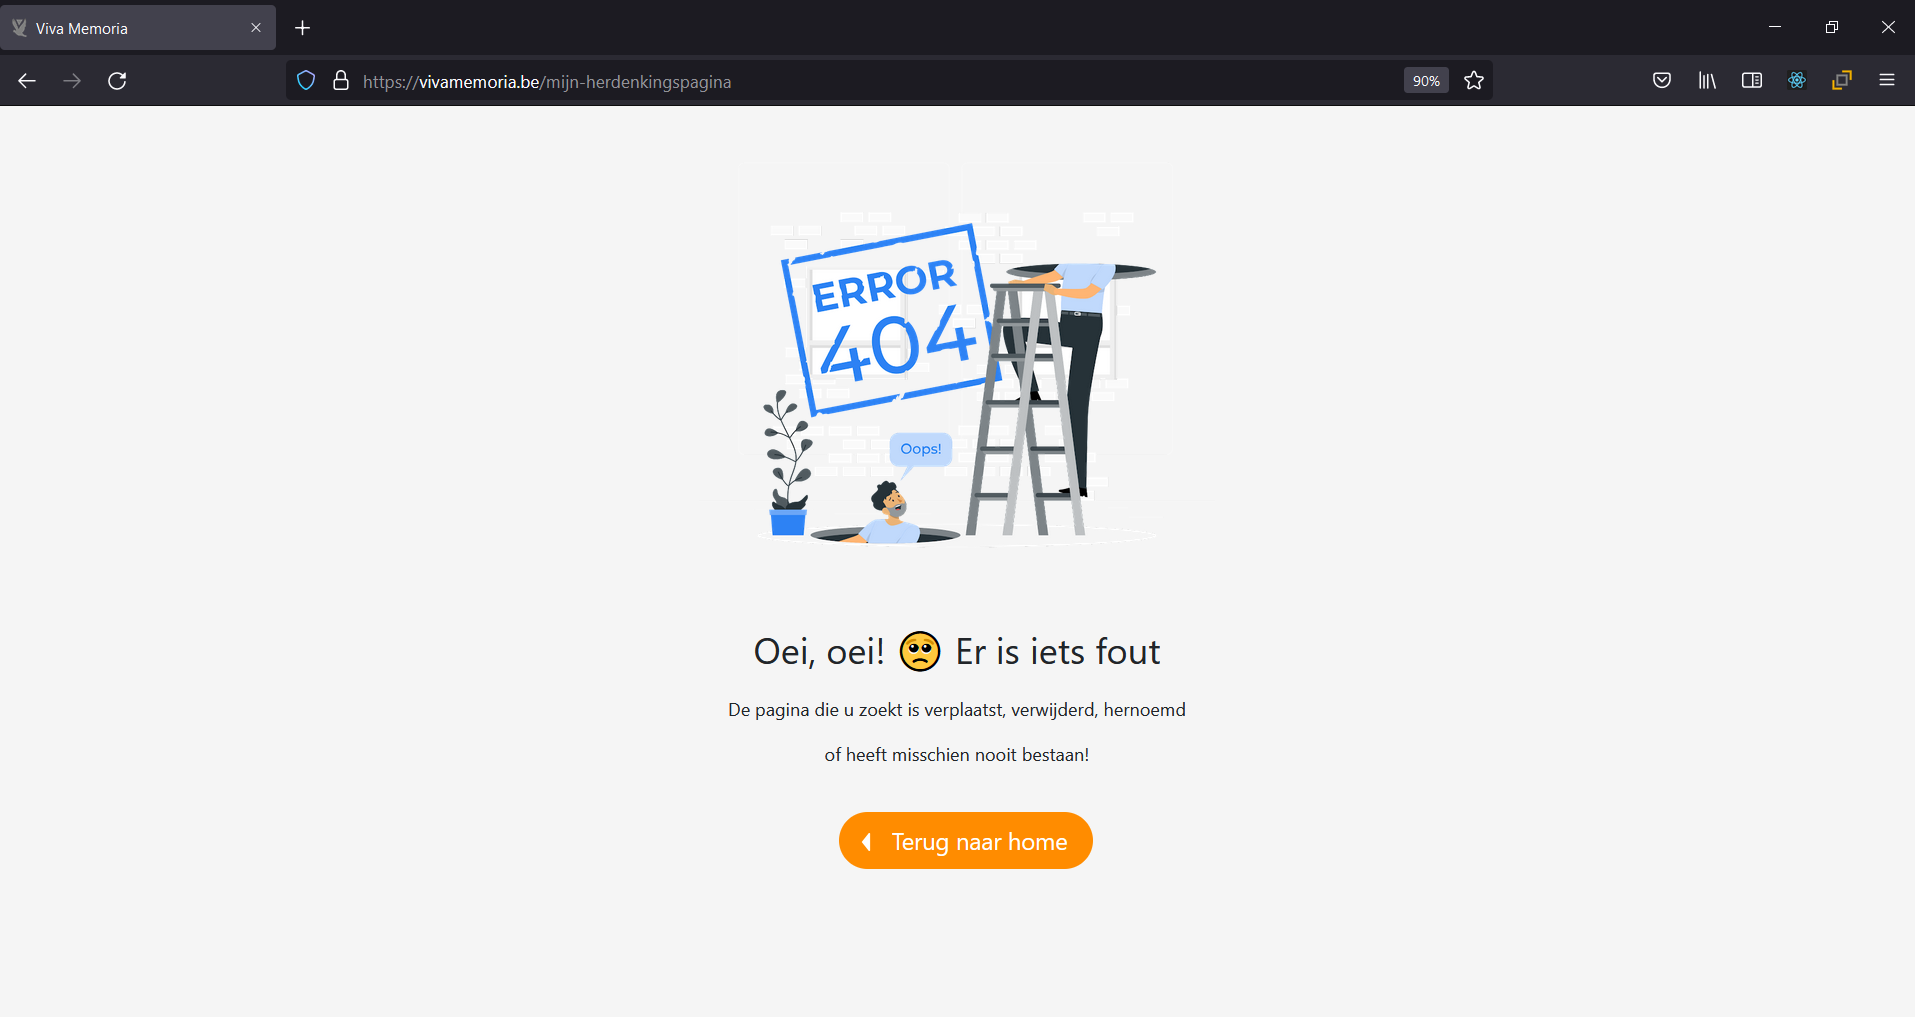 Viva Memoria
https://vivamemoria.be/mijn-herdenkingspagina
90%
ERROR
404
Oops!
Oei, oei! 🥺 Er is iets fout
De pagina die u zoekt is verplaatst, verwijderd, hernoemd
of heeft misschien nooit bestaan!
Terug naar home